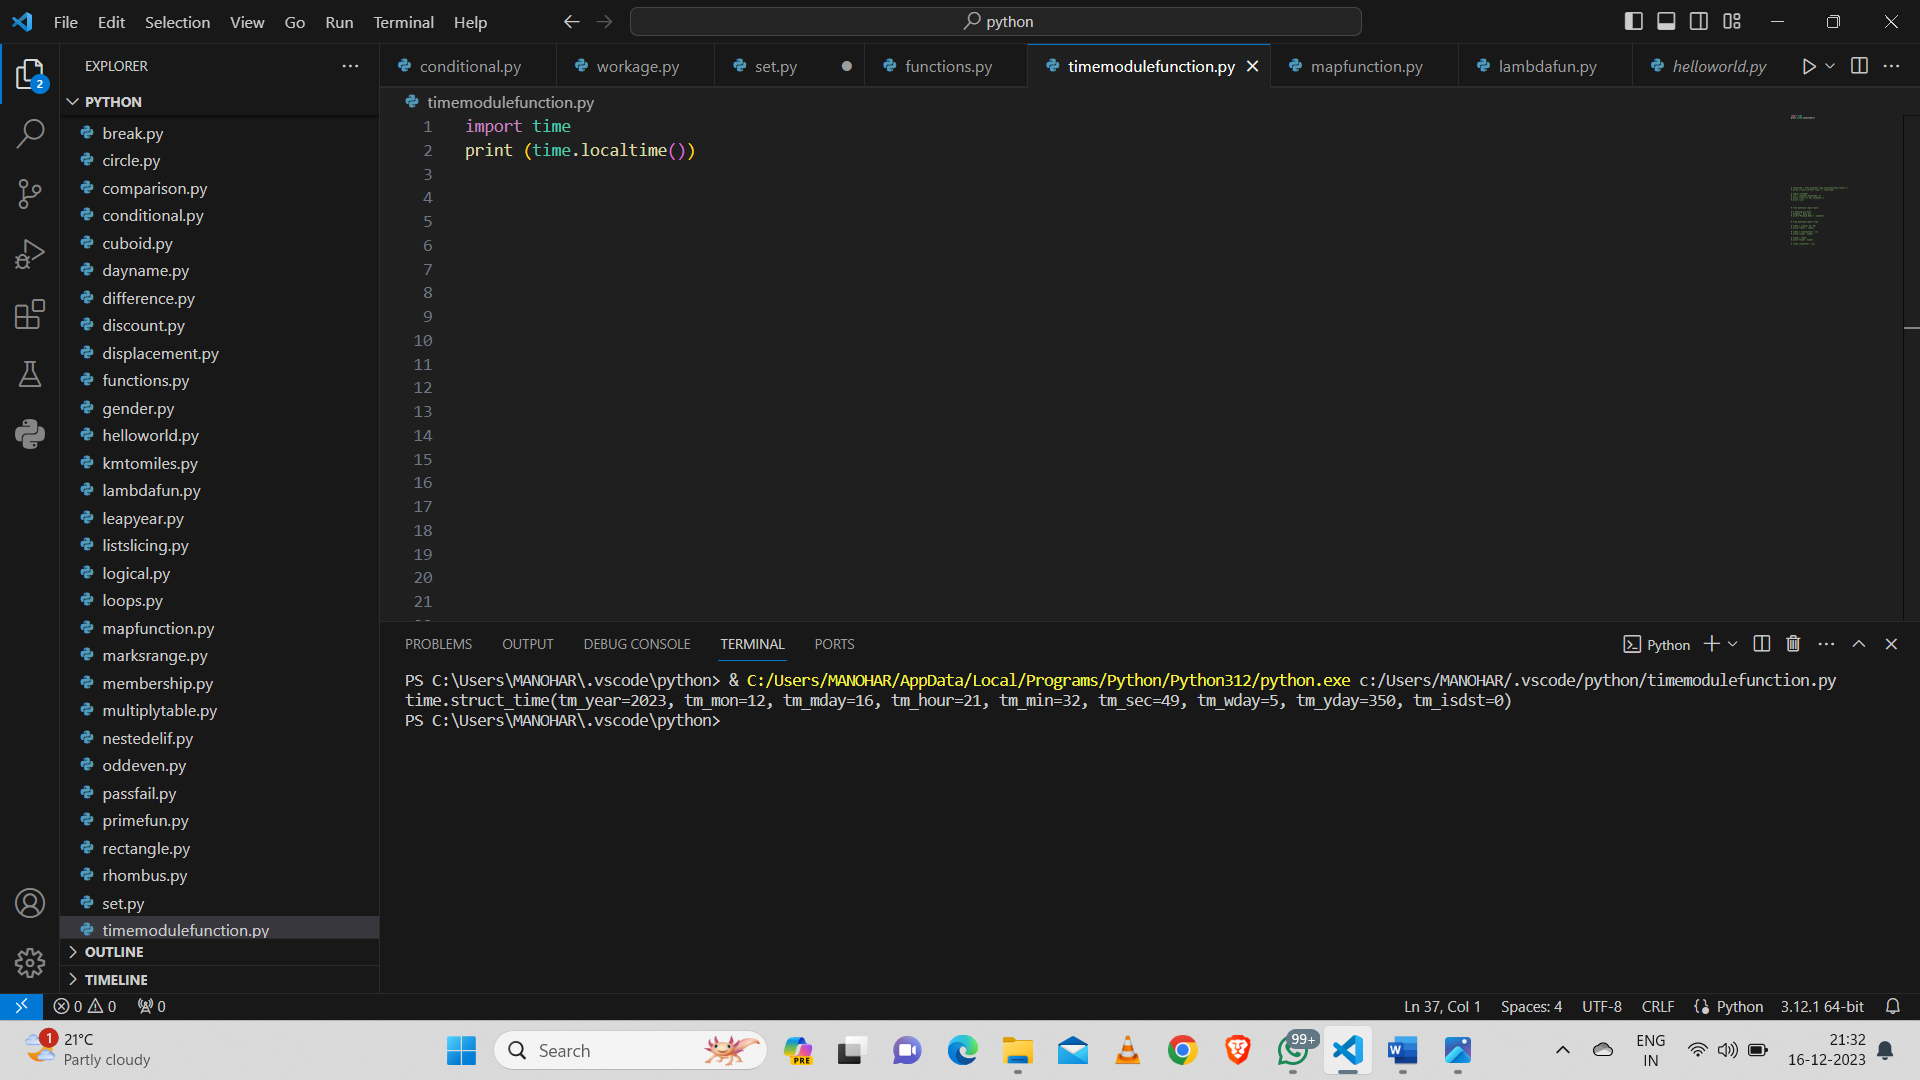 File Edit Selection View Go Run Terminal Help
python
EXPLORER
conditional.py workage.py set.py functions.py timemodulefunction.py mapfunction.py lambdafun.py helloworld.py
2
PYTHON
break.py
circle.py
comparison.py
conditional.py
cuboid.py
dayname.py
difference.py
discount.py
displacement.py
functions.py
gender.py
helloworld.py
kmtomiles.py
lambdafun.py
leapyear.py
listslicing.py
logical.py
loops.py
mapfunction.py
marksrange.py
membership.py
multiplytable.py
nestedelif.py
oddeven.py
passfail.py
primefun.py
rectangle.py
rhombus.py
set.py
timemodulefunction.py
OUTLINE
TIMELINE
timemodulefunction.py
1 import time
2 print (time.localtime())
3
4
5
6
7
8
9
10
11
12
13
14
15
16
17
18
19
20
21
PROBLEMS OUTPUT DEBUG CONSOLE TERMINAL PORTS
Python
PS C:\Users\MANOHAR\.vscode\python> & C:/Users/MANOHAR/AppData/Local/Programs/Python/Python312/python.exe c:/Users/MANOHAR/.vscode/python/timemodulefunction.py
time.struct_time(tm_year=2023, tm_mon=12, tm_mday=16, tm_hour=21, tm_min=32, tm_sec=49, tm_wday=5, tm_yday=350, tm_isdst=0)
PS C:\Users\MANOHAR\.vscode\python>
0 0 0
Ln 37, Col 1 Spaces: 4 UTF-8 CRLF Python 3.12.1 64-bit
1
21°C
Partly cloudy
Search
PRE
99+
ENG
IN
21:32
16-12-2023